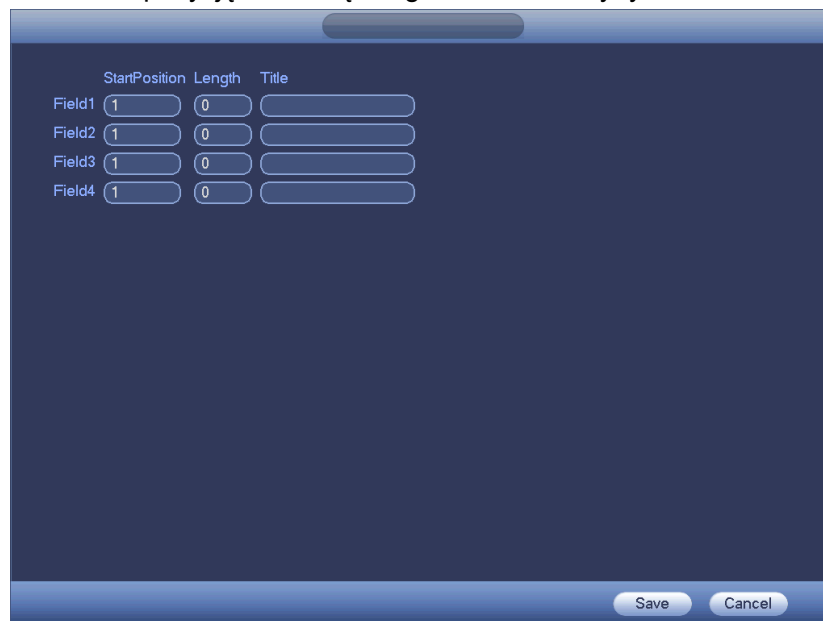 StartPosition Length Title
Field1 1 0
Field2 1 0
Field3 1 0
Field4 1 0
Save Cancel